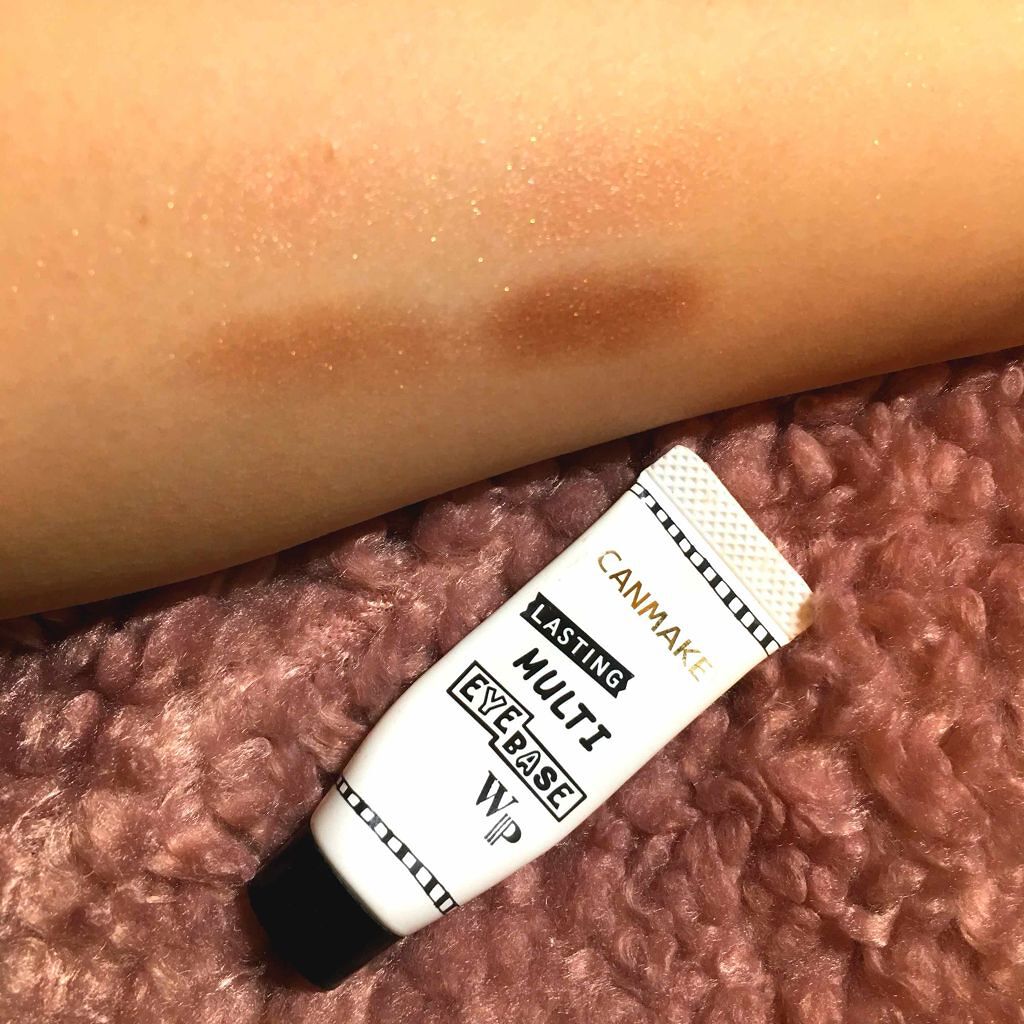 CANMAKE
LASTING
MULTI
EYE BASE
WP